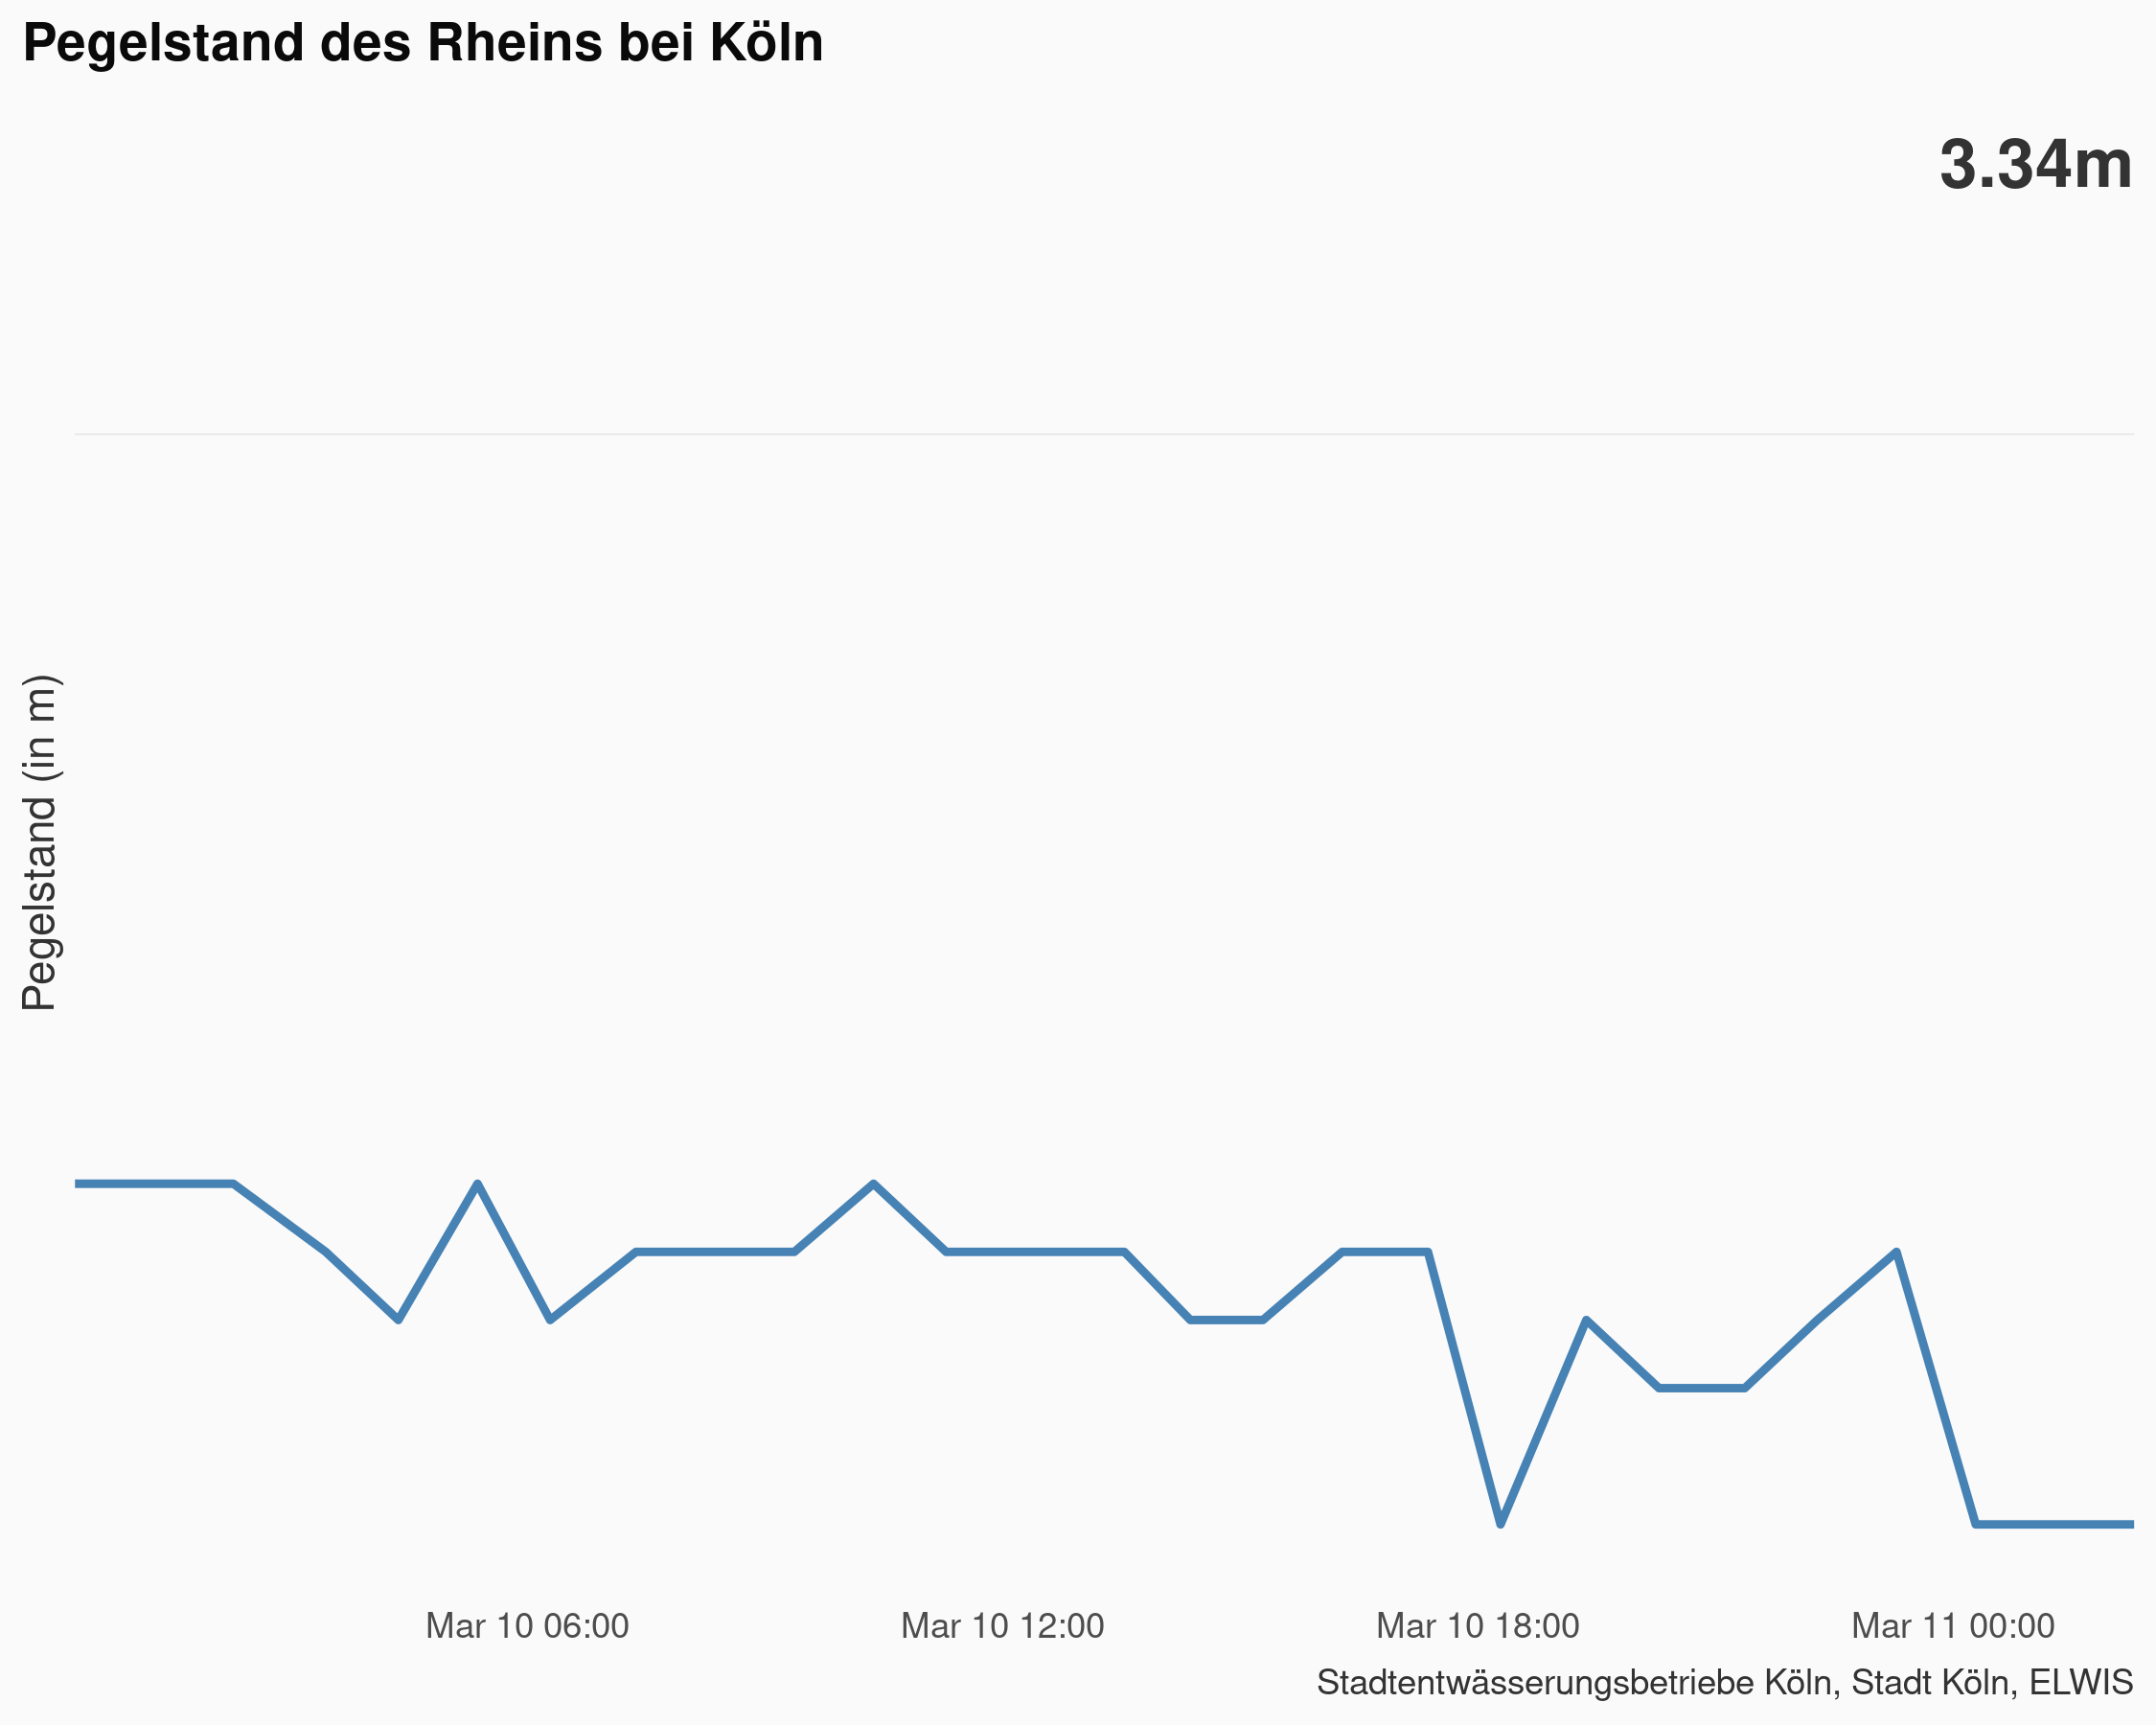 Pegelstand des Rheins bei Köln
3.34m
Pegelstand (in m)
Mar 10 06:00 Mar 10 12:00 Mar 10 18:00 Mar 11 00:00
Stadtentwässerungsbetriebe Köln, Stadt Köln, ELWIS